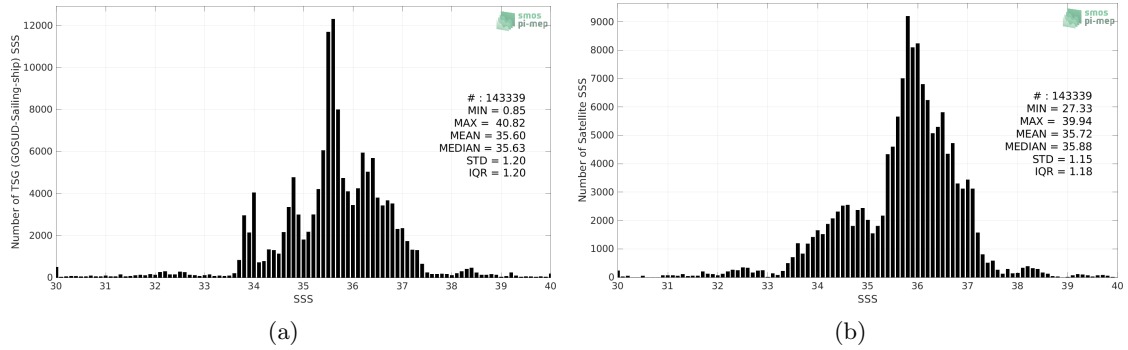 12000
10000
8000
6000
4000
2000
0
Number of TSG (GOSUD-Sailing-ship) SSS
smos
pi-mep
# : 143339
MIN = 0.85
MAX = 40.82
MEAN = 35.60
MEDIAN = 35.63
STD = 1.20
IQR = 1.20
30 31 32 33 34 35 36 37 38 39 40
SSS
(a)
9000
8000
7000
6000
5000
4000
3000
2000
1000
0
Number of Satellite SSS
smos
pi-mep
# : 143339
MIN = 27.33
MAX = 39.94
MEAN = 35.72
MEDIAN = 35.88
STD = 1.15
IQR = 1.18
30 31 32 33 34 35 36 37 38 39 40
SSS
(b)